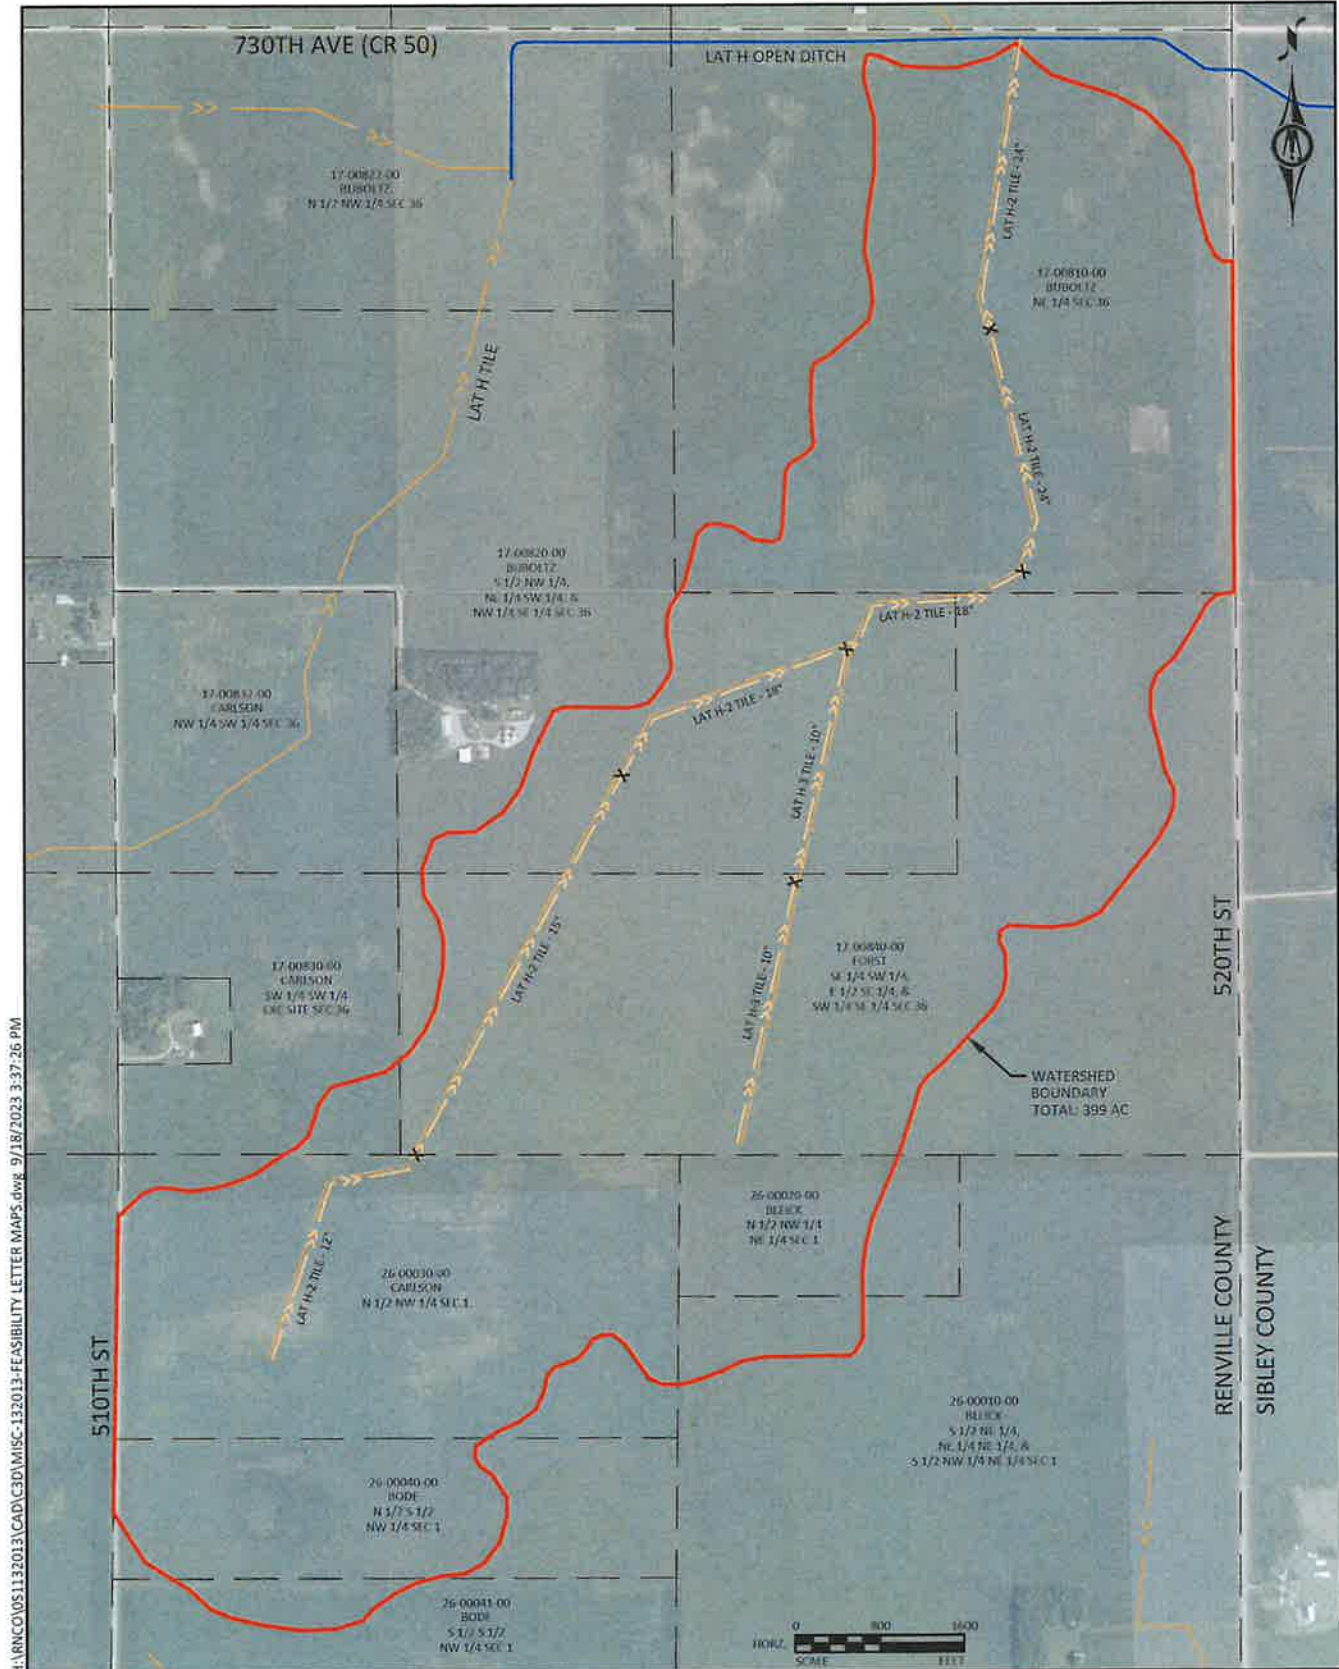 730TH AVE (CR 50)
LAT H OPEN DITCH
17-00822-00
BUBOLTZ
N 1/2 NW 1/4 SEC 36
LAT H-2 TILE - 24"
17-00810-00
BUBOLTZ
NE 1/4 SEC 36
LAT H TILE
LAT H-2 TILE - 24"
17-00820-00
BUBOLTZ
S 1/2 NW 1/4,
NE 1/4 SW 1/4, &
NW 1/4 SE 1/4 SEC 36
LAT H-2 TILE - 18"
17-00832-00
CARLSON
NW 1/4 SW 1/4 SEC 36
LAT H-2 TILE - 18"
LAT H-3 TILE - 10"
LAT H-2 TILE - 15"
17-00830-00
CARLSON
SW 1/4 SW 1/4
EXC SITE SEC 36
LAT H-3 TILE - 10"
17-00840-00
FORST
SE 1/4 SW 1/4,
E 1/2 SE 1/4, &
SW 1/4 SE 1/4 SEC 36
520TH ST
WATERSHED
BOUNDARY
TOTAL: 399 AC
26-00020-00
BLEICK
N 1/2 NW 1/4
NE 1/4 SEC 1
LAT H-2 TILE - 12"
26-00030-00
CARLSON
N 1/2 NW 1/4 SEC 1
510TH ST
RENVILLE COUNTY
SIBLEY COUNTY
26-00010-00
BLEICK
S 1/2 NE 1/4,
NE 1/4 NE 1/4, &
S 1/2 NW 1/4 NE 1/4 SEC 1
26-00040-00
BODE
N 1/2 S 1/2
NW 1/4 SEC 1
26-00041-00
BODE
S 1/2 S 1/2
NW 1/4 SEC 1
0 800 1600
HORZ.
SCALE FEET
H:\RNCO\0S1132013\CAD\C3D\MISC-132013-FEASIBILITY LETTER MAPS.dwg 9/18/2023 3:37:26 PM